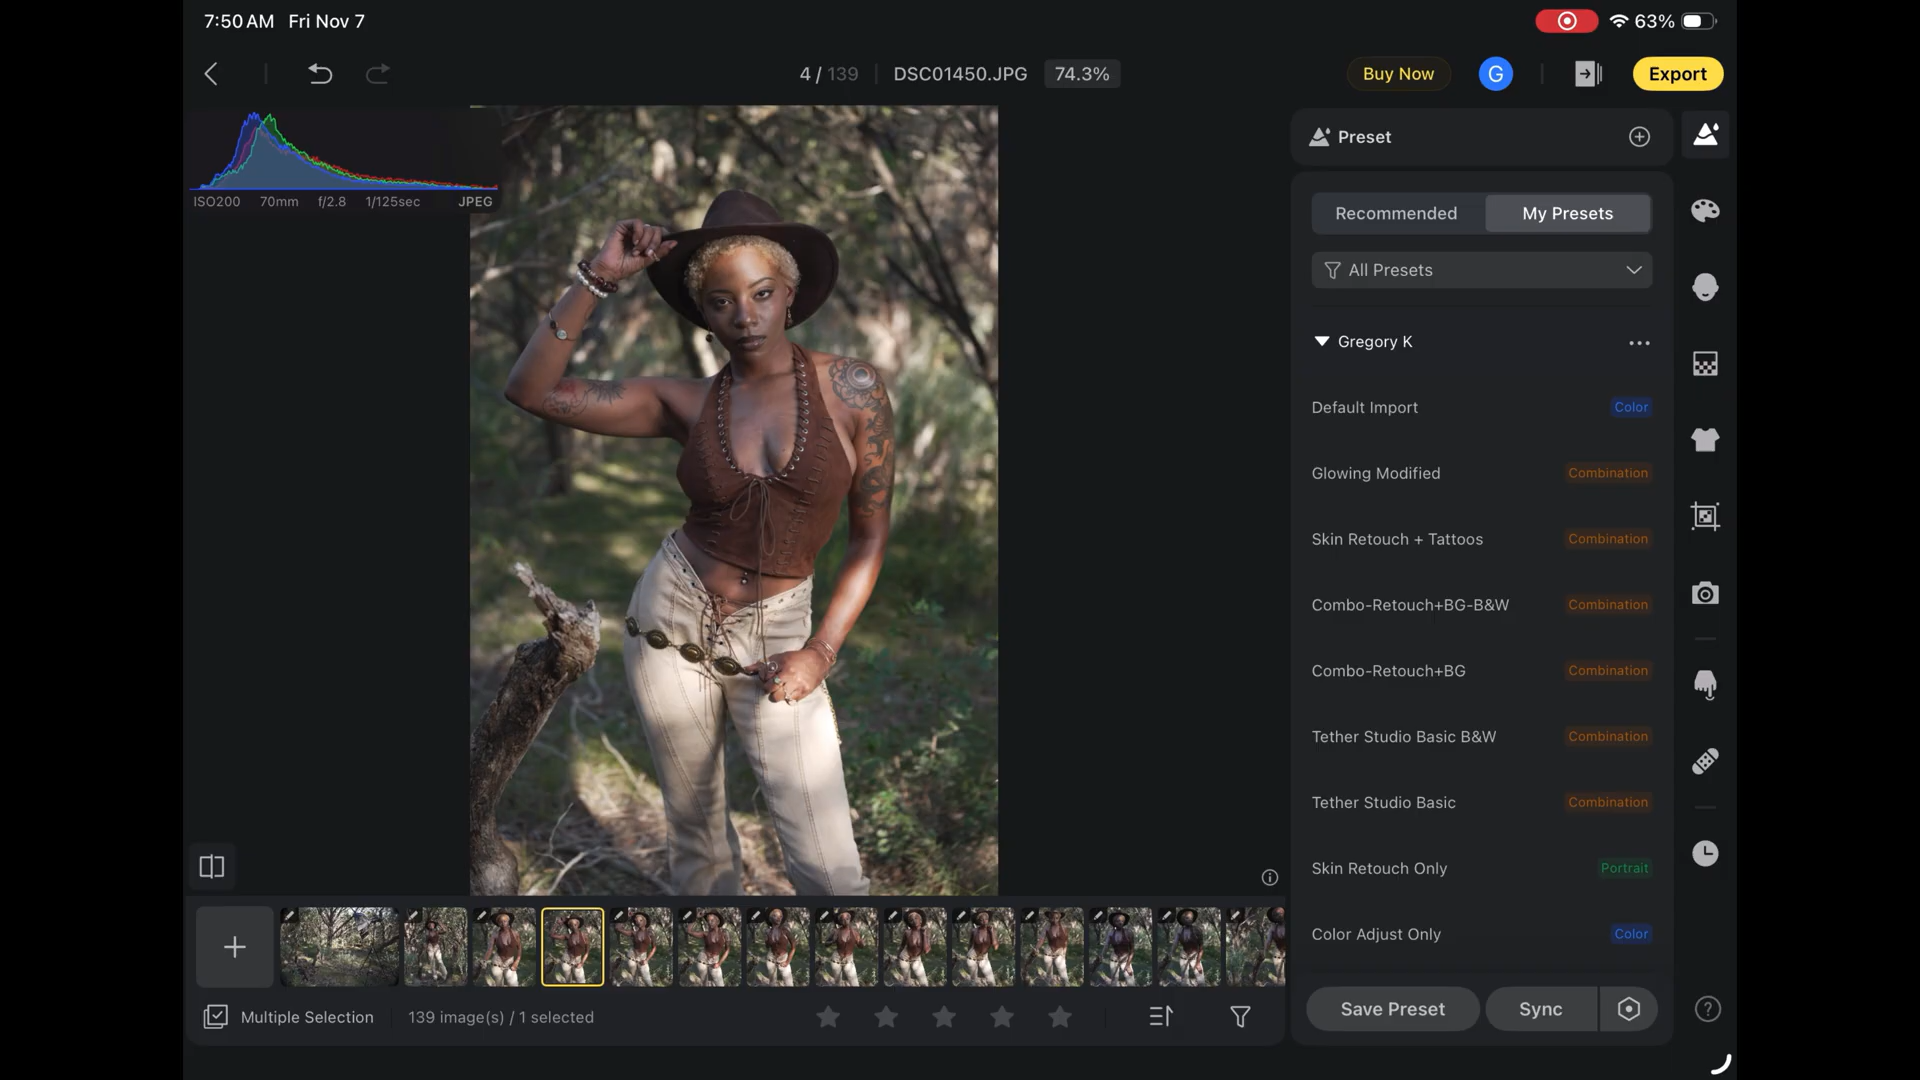 7:50 AM Fri Nov 7
63%
4 / 139
DSC01450.JPG
74.3%
Buy Now
G
Export
ISO200 70mm f/2.8 1/125sec JPEG
Preset
Recommended
My Presets
All Presets
Gregory K
Default Import Color
Glowing Modified Combination
Skin Retouch + Tattoos Combination
Combo-Retouch+BG-B&W Combination
Combo-Retouch+BG Combination
Tether Studio Basic B&W Combination
Tether Studio Basic Combination
Skin Retouch Only Portrait
Color Adjust Only Color
Multiple Selection
139 image(s) / 1 selected
Save Preset
Sync